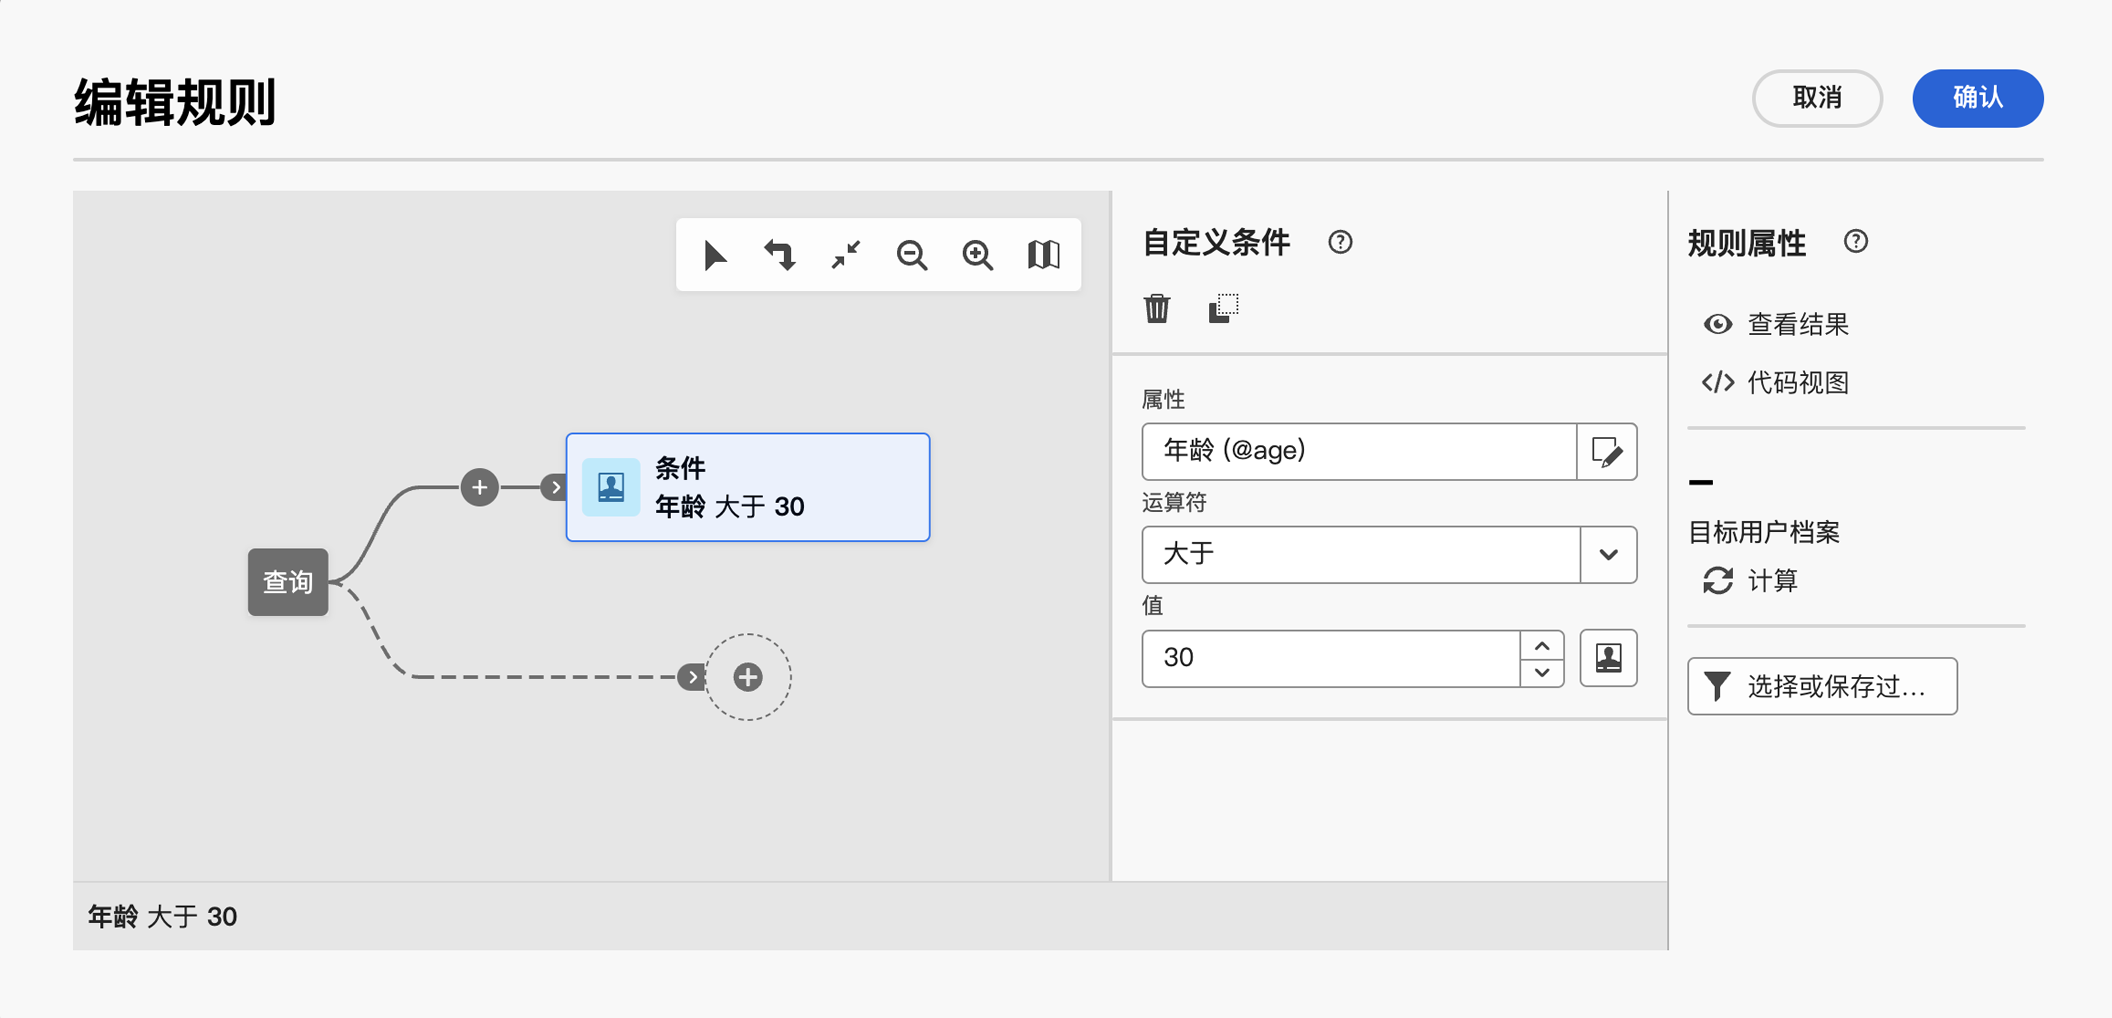 编辑规则
取消
确认
查询
条件
年龄 大于 30
自定义条件
属性
年龄 (@age)
运算符
大于
值
30
规则属性
查看结果
代码视图
–
目标用户档案
计算
选择或保存过...
年龄 大于 30